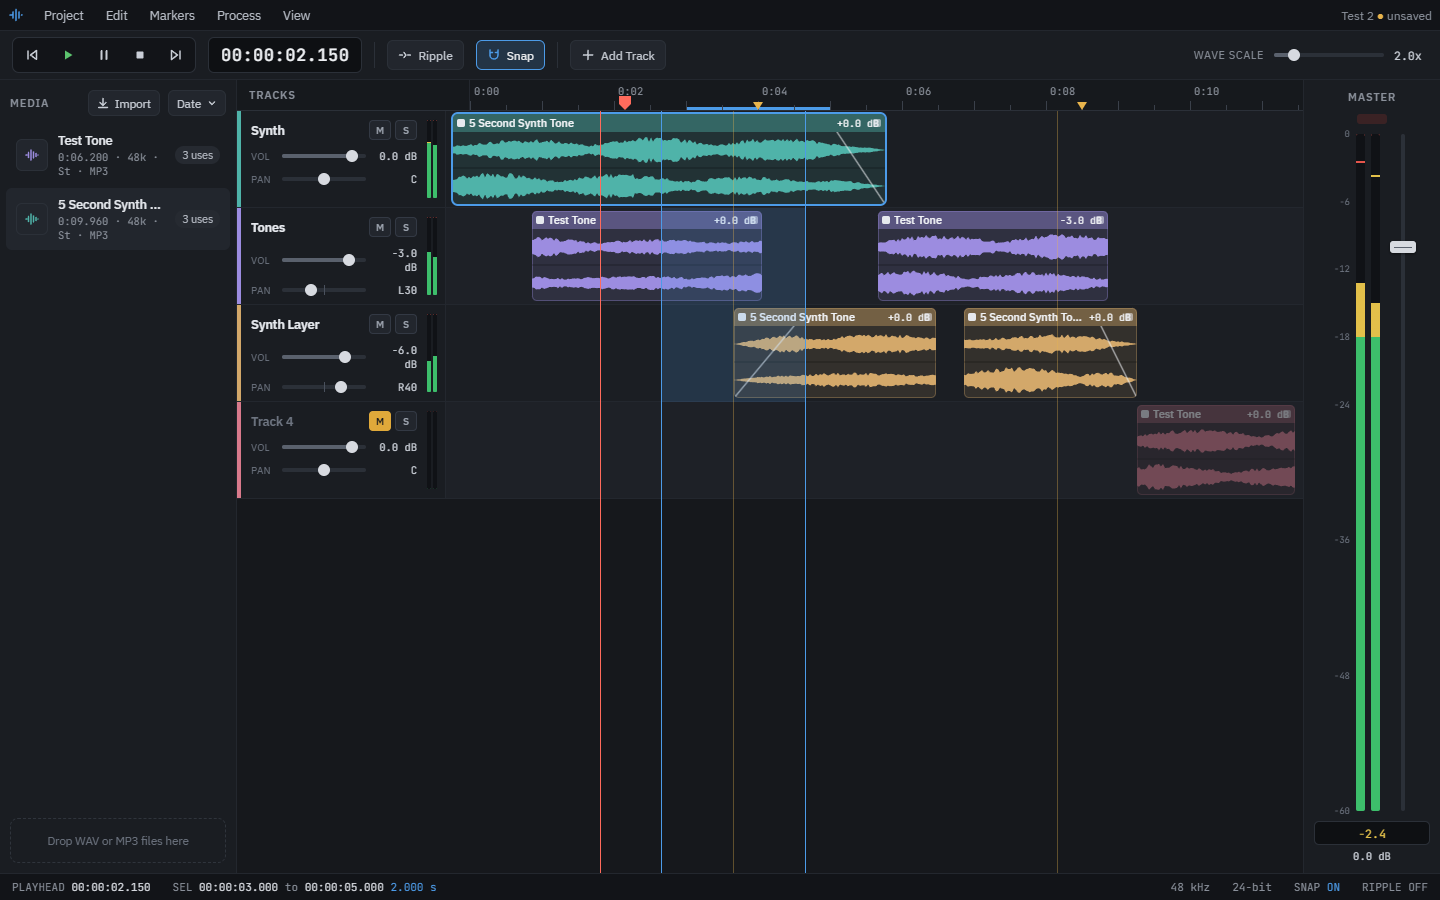 Project Edit Markers Process View
Test 2 ● unsaved
00:00:02.150
Ripple
Snap
Add Track
WAVE SCALE 2.0x
MEDIA
Import
Date
TRACKS
0:00 0:02 0:04 0:06 0:08 0:10
MASTER
Test Tone
0:06.200 · 48k ·
St · MP3
3 uses
5 Second Synth ...
0:09.960 · 48k ·
St · MP3
3 uses
Drop WAV or MP3 files here
Synth M S
VOL 0.0 dB
PAN C
5 Second Synth Tone +0.0 dB
Tones M S
VOL -3.0
dB
PAN L30
Test Tone +0.0 dB
Test Tone -3.0 dB
Synth Layer M S
VOL -6.0
dB
PAN R40
5 Second Synth Tone +0.0 dB
5 Second Synth To... +0.0 dB
Track 4 M S
VOL 0.0 dB
PAN C
Test Tone +0.0 dB
0
-6
-12
-18
-24
-36
-48
-60
-2.4
0.0 dB
PLAYHEAD 00:00:02.150 SEL 00:00:03.000 to 00:00:05.000 2.000 s
48 kHz 24-bit SNAP ON RIPPLE OFF